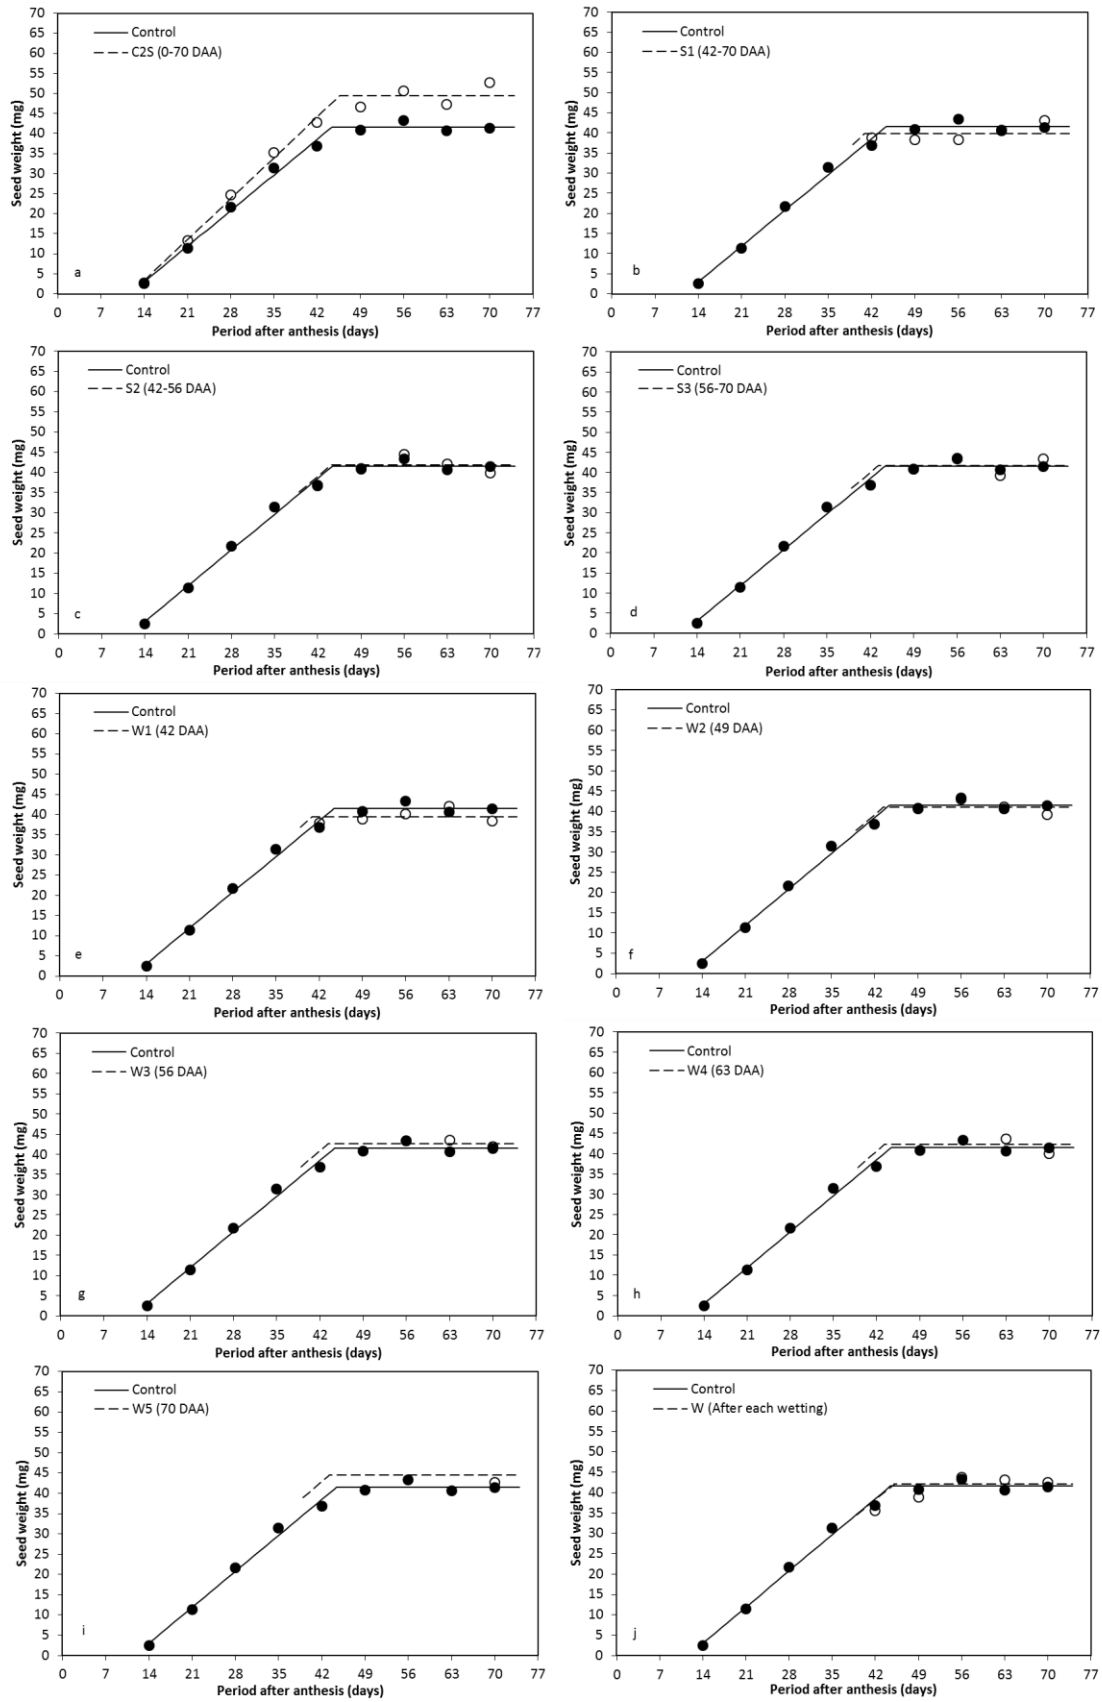 70
65
60
55
50
45
40
35
30
25
20
15
10
5
0
Seed weight (mg)
Control
C2S (0-70 DAA)
a
0 7 14 21 28 35 42 49 56 63 70 77
Period after anthesis (days)
70
65
60
55
50
45
40
35
30
25
20
15
10
5
0
Seed weight (mg)
Control
S1 (42-70 DAA)
b
0 7 14 21 28 35 42 49 56 63 70 77
Period after anthesis (days)
70
65
60
55
50
45
40
35
30
25
20
15
10
5
0
Seed weight (mg)
Control
S2 (42-56 DAA)
c
0 7 14 21 28 35 42 49 56 63 70 77
Period after anthesis (days)
70
65
60
55
50
45
40
35
30
25
20
15
10
5
0
Seed weight (mg)
Control
S3 (56-70 DAA)
d
0 7 14 21 28 35 42 49 56 63 70 77
Period after anthesis (days)
70
65
60
55
50
45
40
35
30
25
20
15
10
5
0
Seed weight (mg)
Control
W1 (42 DAA)
e
0 7 14 21 28 35 42 49 56 63 70 77
Period after anthesis (days)
70
65
60
55
50
45
40
35
30
25
20
15
10
5
0
Seed weight (mg)
Control
W2 (49 DAA)
f
0 7 14 21 28 35 42 49 56 63 70 77
Period after anthesis (days)
70
65
60
55
50
45
40
35
30
25
20
15
10
5
0
Seed weight (mg)
Control
W3 (56 DAA)
g
0 7 14 21 28 35 42 49 56 63 70 77
Period after anthesis (days)
70
65
60
55
50
45
40
35
30
25
20
15
10
5
0
Seed weight (mg)
Control
W4 (63 DAA)
h
0 7 14 21 28 35 42 49 56 63 70 77
Period after anthesis (days)
70
65
60
55
50
45
40
35
30
25
20
15
10
5
0
Seed weight (mg)
Control
W5 (70 DAA)
i
0 7 14 21 28 35 42 49 56 63 70 77
Period after anthesis (days)
70
65
60
55
50
45
40
35
30
25
20
15
10
5
0
Seed weight (mg)
Control
W (After each wetting)
j
0 7 14 21 28 35 42 49 56 63 70 77
Period after anthesis (days)